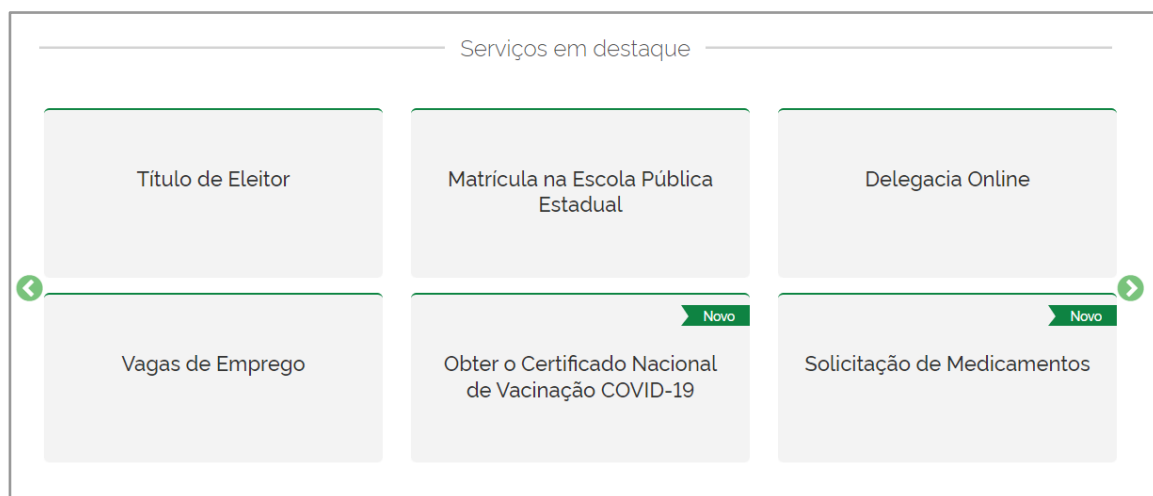 Serviços em destaque
Título de Eleitor
Matrícula na Escola Pública
Estadual
Delegacia Online
Vagas de Emprego
Novo
Obter o Certificado Nacional
de Vacinação COVID-19
Novo
Solicitação de Medicamentos